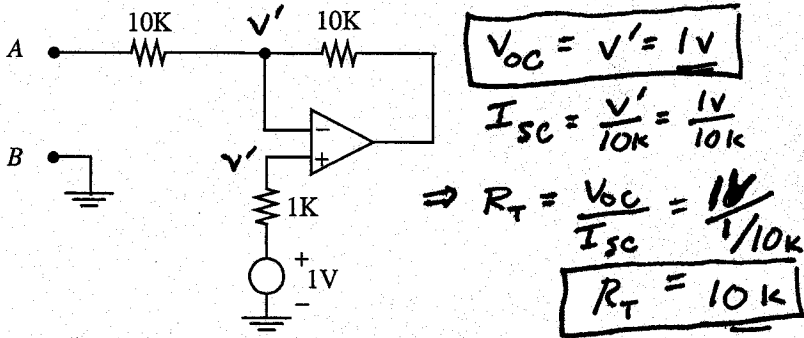 10K V' 10K
A
V_OC = V' = 1V
I_SC = V'/10K = 1V/10K
−
B
V' +
1K
⇒ R_T = V_OC/I_SC = 1V/1/10K
+
1V
−
R_T = 10K